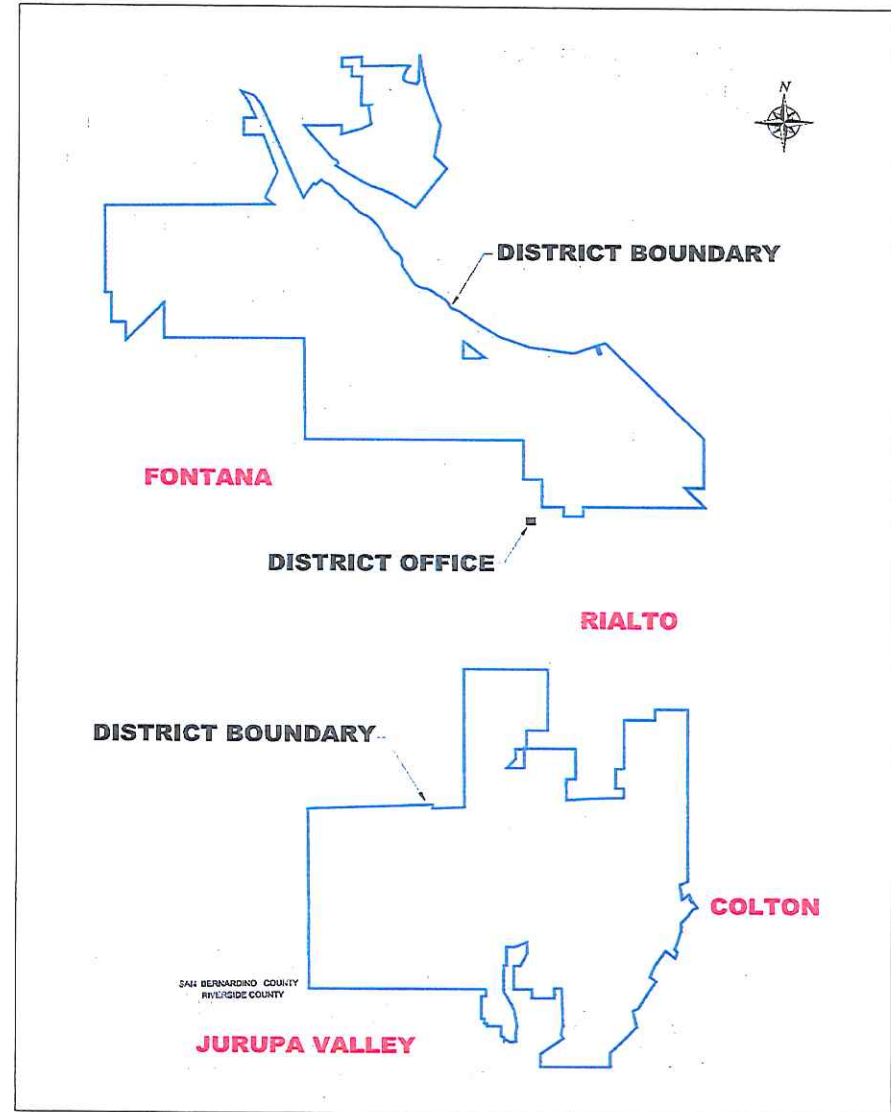 N
DISTRICT BOUNDARY
FONTANA
DISTRICT OFFICE
RIALTO
DISTRICT BOUNDARY
COLTON
SAN BERNARDINO COUNTY
RIVERSIDE COUNTY
JURUPA VALLEY